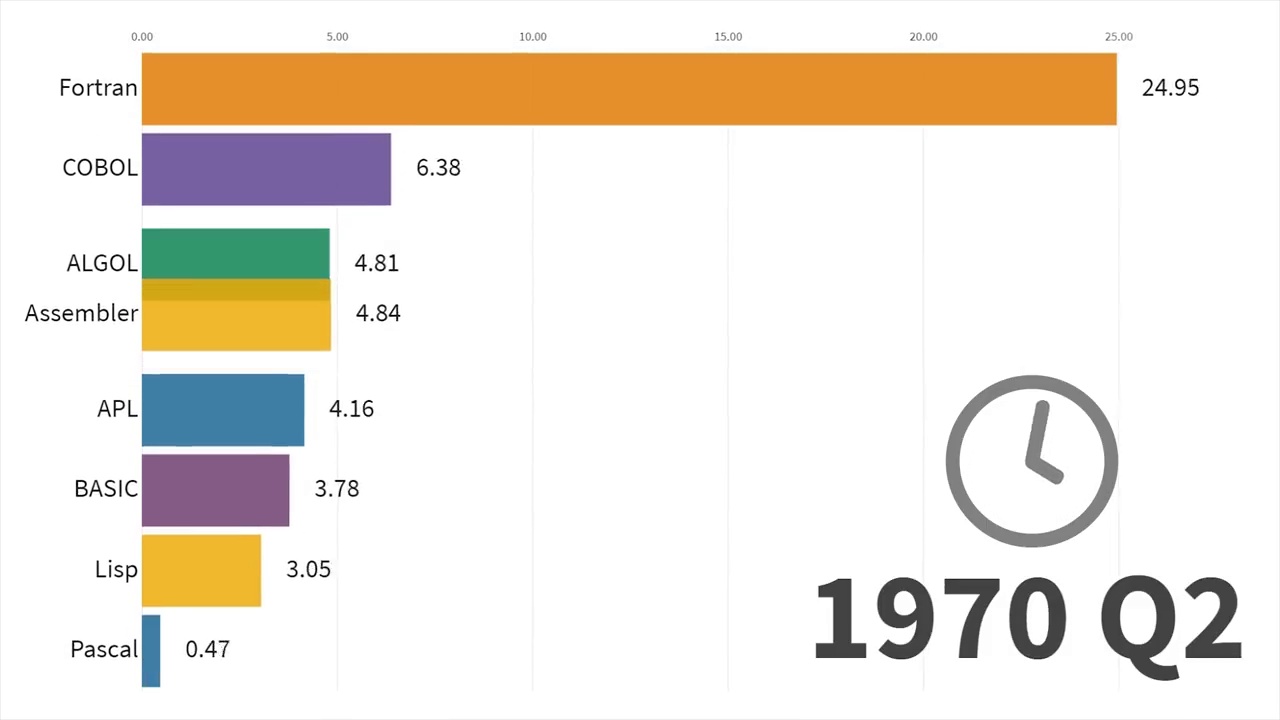 0.00 5.00 10.00 15.00 20.00 25.00
Fortran 24.95
COBOL 6.38
ALGOL 4.81
Assembler 4.84
APL 4.16
BASIC 3.78
Lisp 3.05
Pascal 0.47
1970 Q2